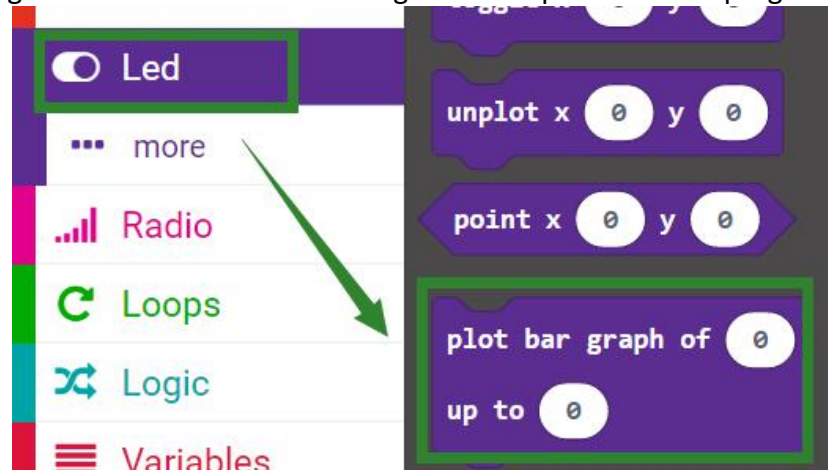 Led
more
Radio
Loops
Logic
Variables
unplot x 0 y 0
point x 0 y 0
plot bar graph of 0
up to 0